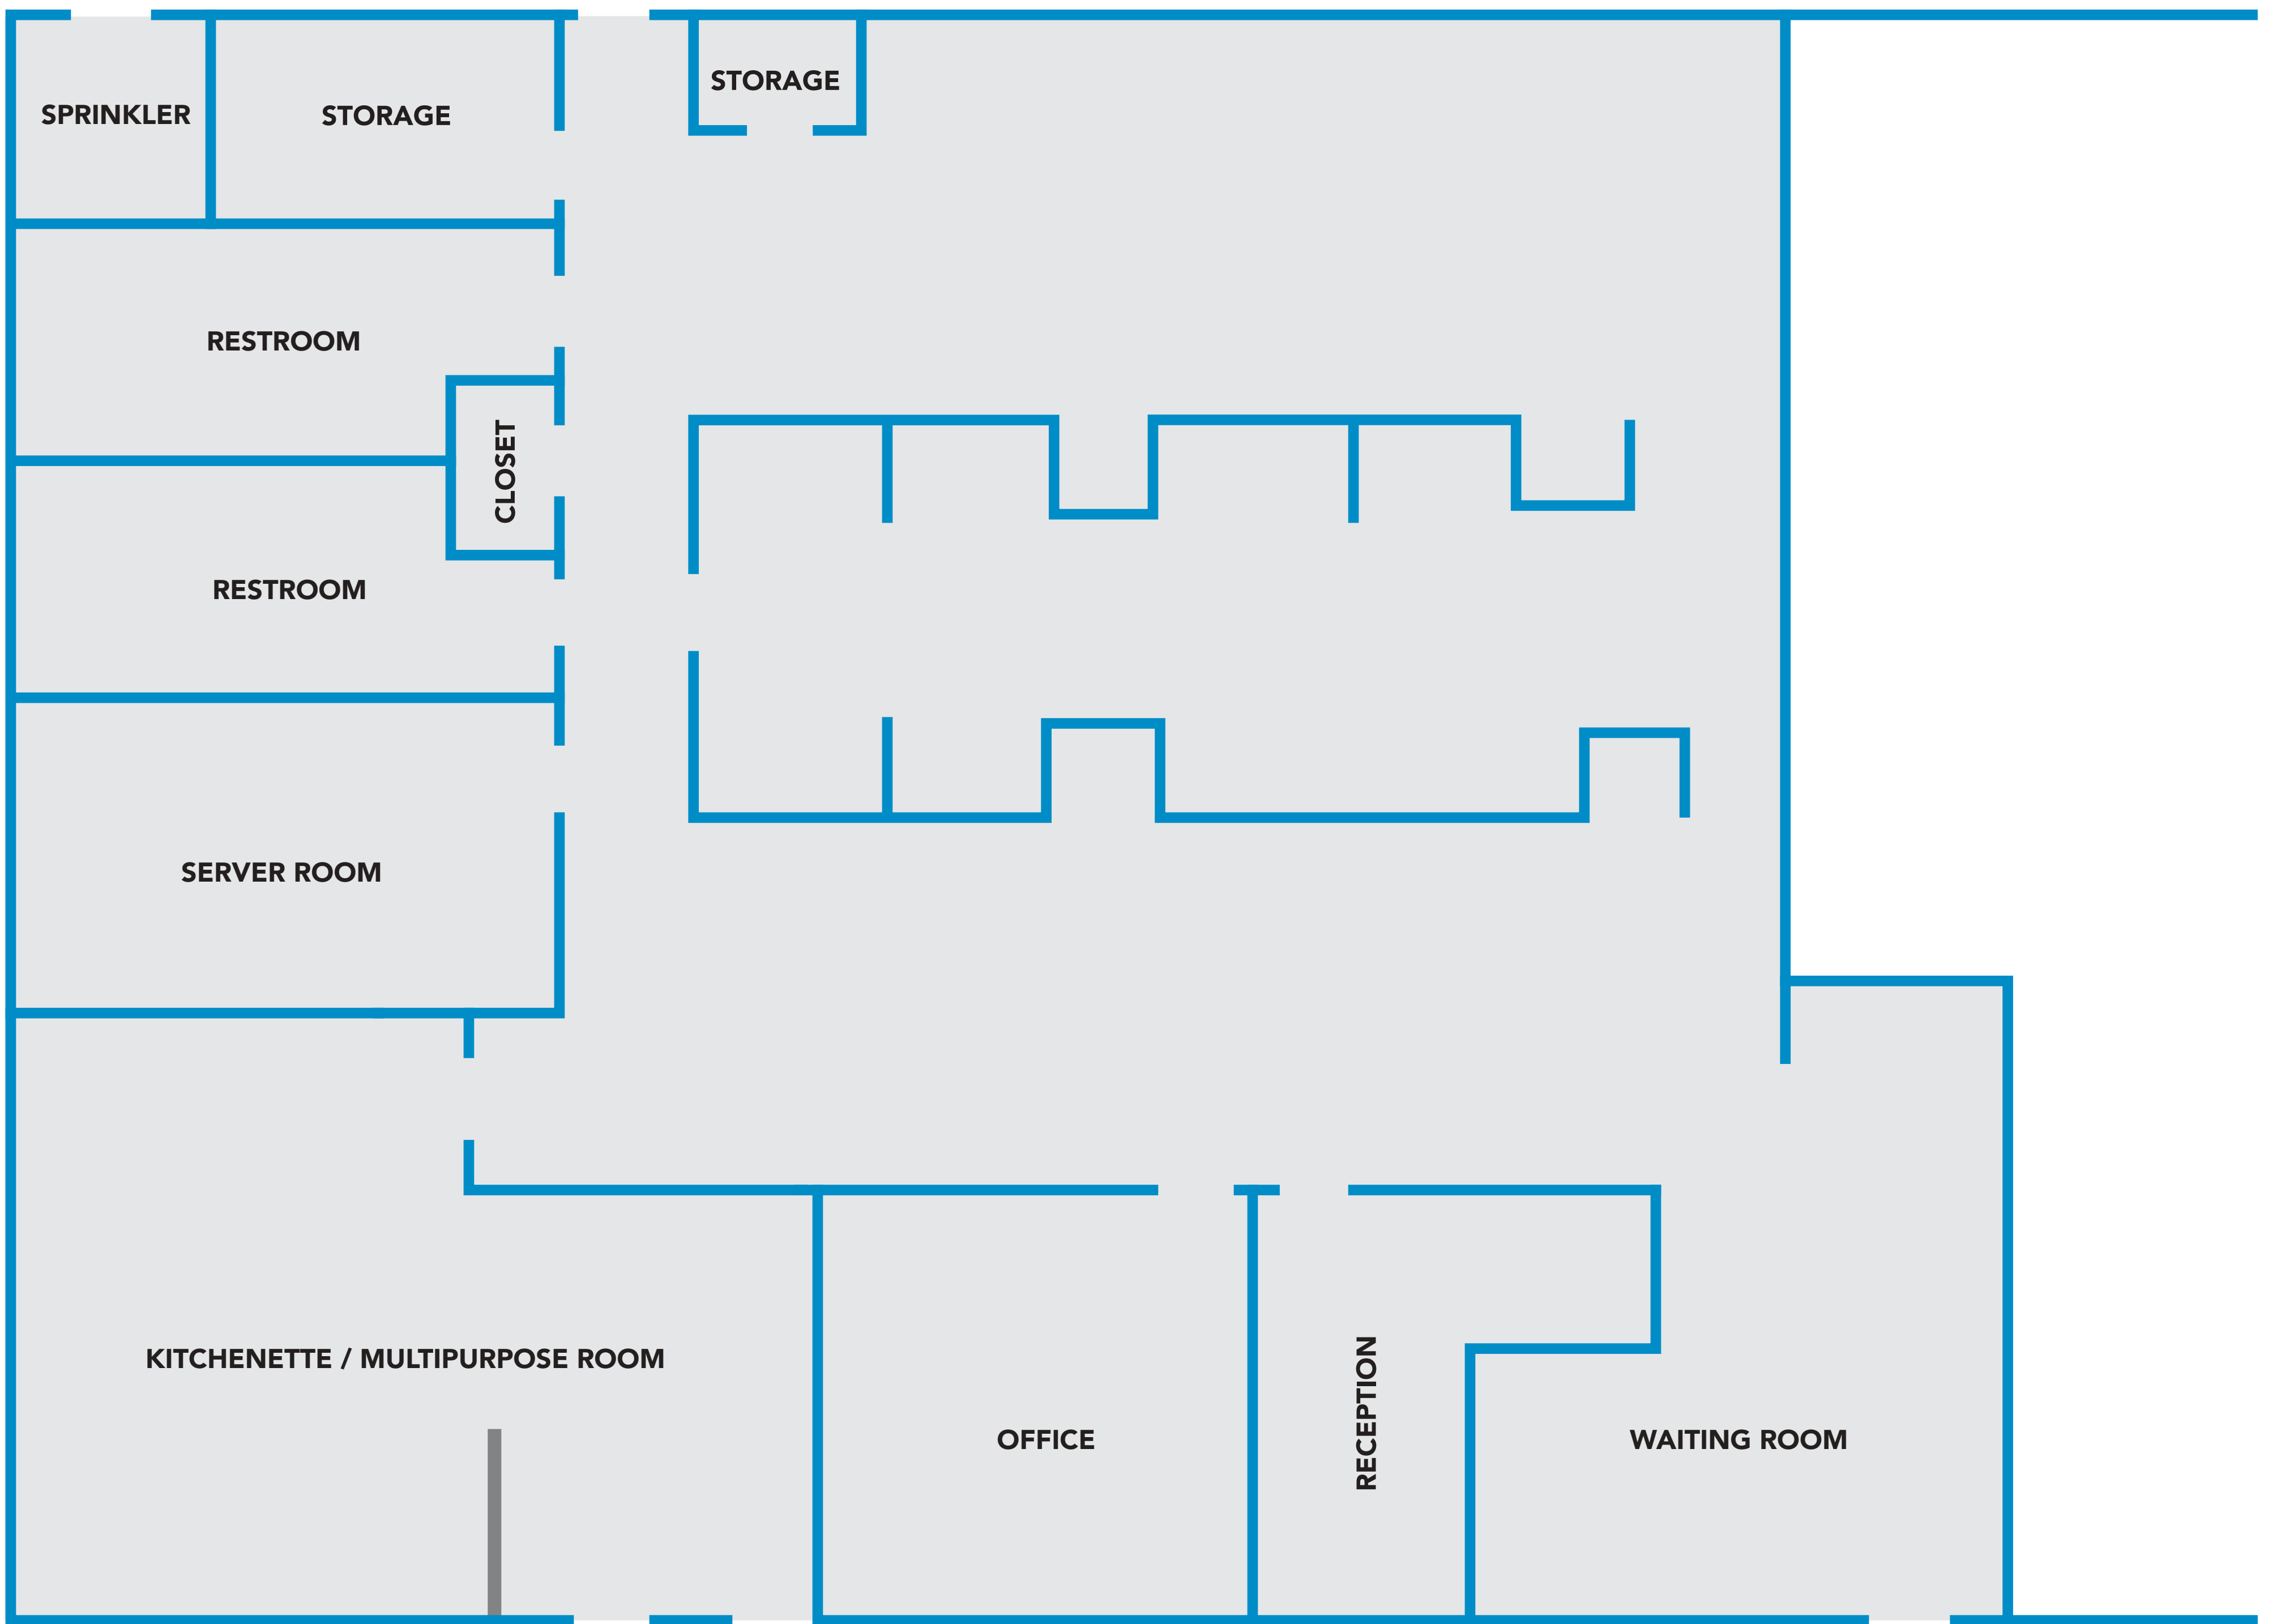 STORAGE
SPRINKLER
STORAGE
RESTROOM
CLOSET
RESTROOM
SERVER ROOM
KITCHENETTE / MULTIPURPOSE ROOM
OFFICE
RECEPTION
WAITING ROOM